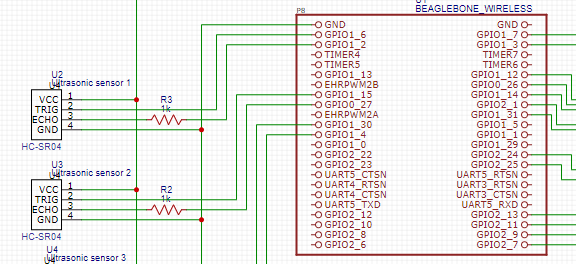 BEAGLEBONE_WIRELESS
P8
GND GND
GPIO1_6 GPIO1_7
GPIO1_2 GPIO1_3
TIMER4 TIMER7
TIMER5 TIMER6
GPIO1_13 GPIO1_12
EHRPWM2B GPIO0_26
GPIO1_15 GPIO1_14
GPIO0_27 GPIO2_1
EHRPWM2A GPIO1_31
GPIO1_30 GPIO1_5
GPIO1_4 GPIO1_1
GPIO1_0 GPIO1_29
GPIO2_22 GPIO2_24
GPIO2_23 GPIO2_25
UART5_CTSN UART5_RTSN
UART4_RTSN UART3_RTSN
UART4_CTSN UART3_CTSN
UART5_TXD UART5_RXD
GPIO2_12 GPIO2_13
GPIO2_10 GPIO2_11
GPIO2_8 GPIO2_9
GPIO2_6 GPIO2_7
U2
Ultrasonic sensor 1
VCC 1
TRIG 2
ECHO 3
GND 4
HC-SR04
R3
1k
U3
Ultrasonic sensor 2
VCC 1
TRIG 2
ECHO 3
GND 4
HC-SR04
R2
1k
U4
Ultrasonic sensor 3